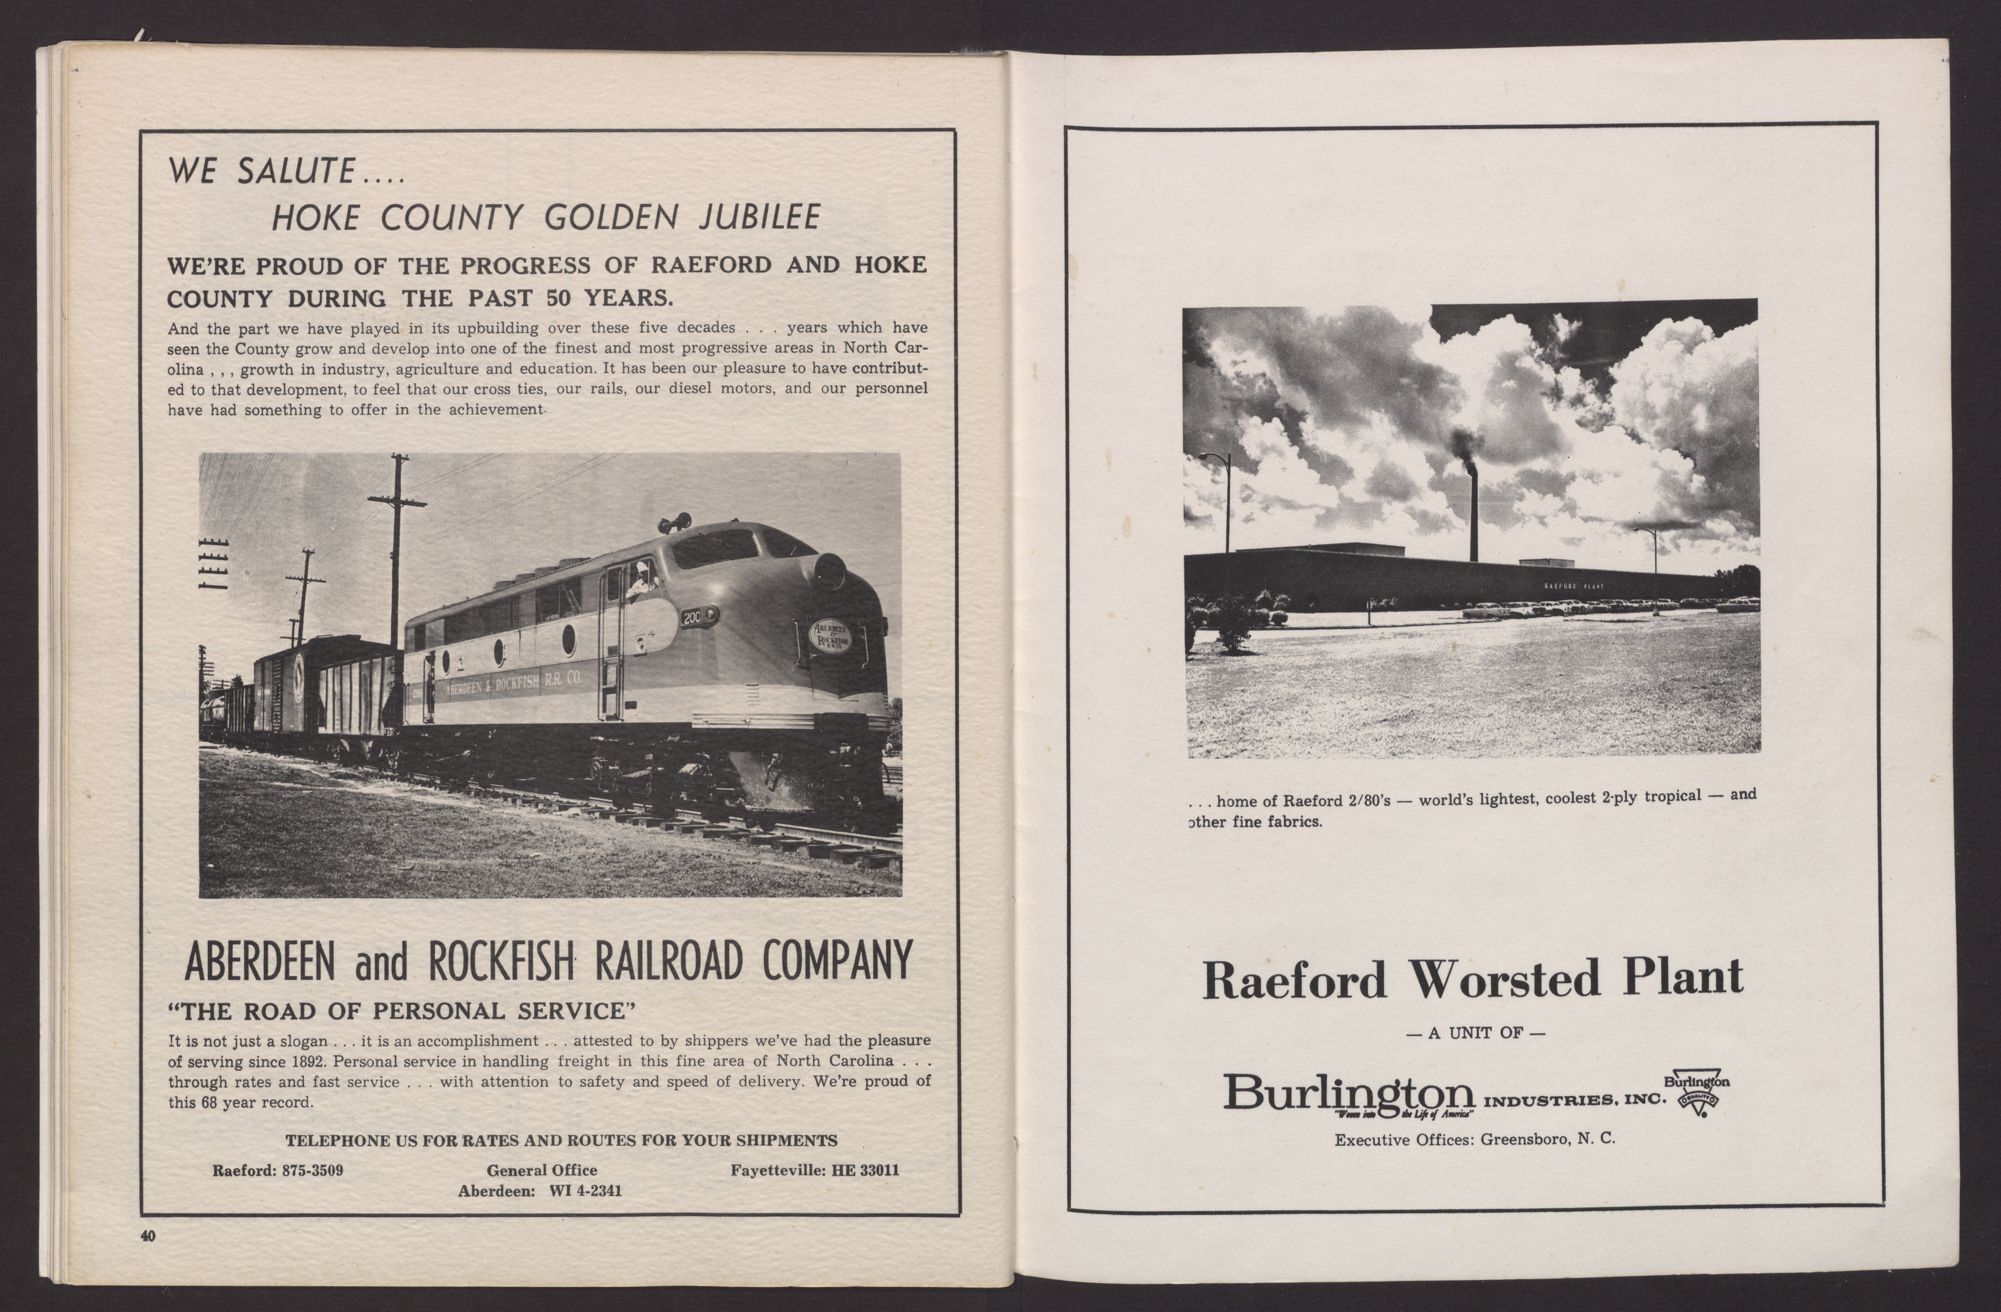 WE SALUTE....
HOKE COUNTY GOLDEN JUBILEE
WE'RE PROUD OF THE PROGRESS OF RAEFORD AND HOKE
COUNTY DURING THE PAST 50 YEARS.
And the part we have played in its upbuilding over these five decades . . . years which have
seen the County grow and develop into one of the finest and most progressive areas in North Car-
olina , , , growth in industry, agriculture and education. It has been our pleasure to have contribut-
ed to that development, to feel that our cross ties, our rails, our diesel motors, and our personnel
have had something to offer in the achievement.
200
ABERDEEN & ROCKFISH R.R. CO.
ABERDEEN
&
ROCKFISH
ABERDEEN and ROCKFISH RAILROAD COMPANY
"THE ROAD OF PERSONAL SERVICE"
It is not just a slogan . . . it is an accomplishment . . . attested to by shippers we've had the pleasure
of serving since 1892. Personal service in handling freight in this fine area of North Carolina . . .
through rates and fast service . . . with attention to safety and speed of delivery. We're proud of
this 68 year record.
TELEPHONE US FOR RATES AND ROUTES FOR YOUR SHIPMENTS
Raeford: 875-3509 General Office Fayetteville: HE 33011
Aberdeen: WI 4-2341
40
RAEFORD PLANT
. . . home of Raeford 2/80's — world's lightest, coolest 2-ply tropical — and
other fine fabrics.
Raeford Worsted Plant
— A UNIT OF —
Burlington INDUSTRIES, INC.
"Woven into the Life of America"
Burlington
QUALITY
Executive Offices: Greensboro, N. C.